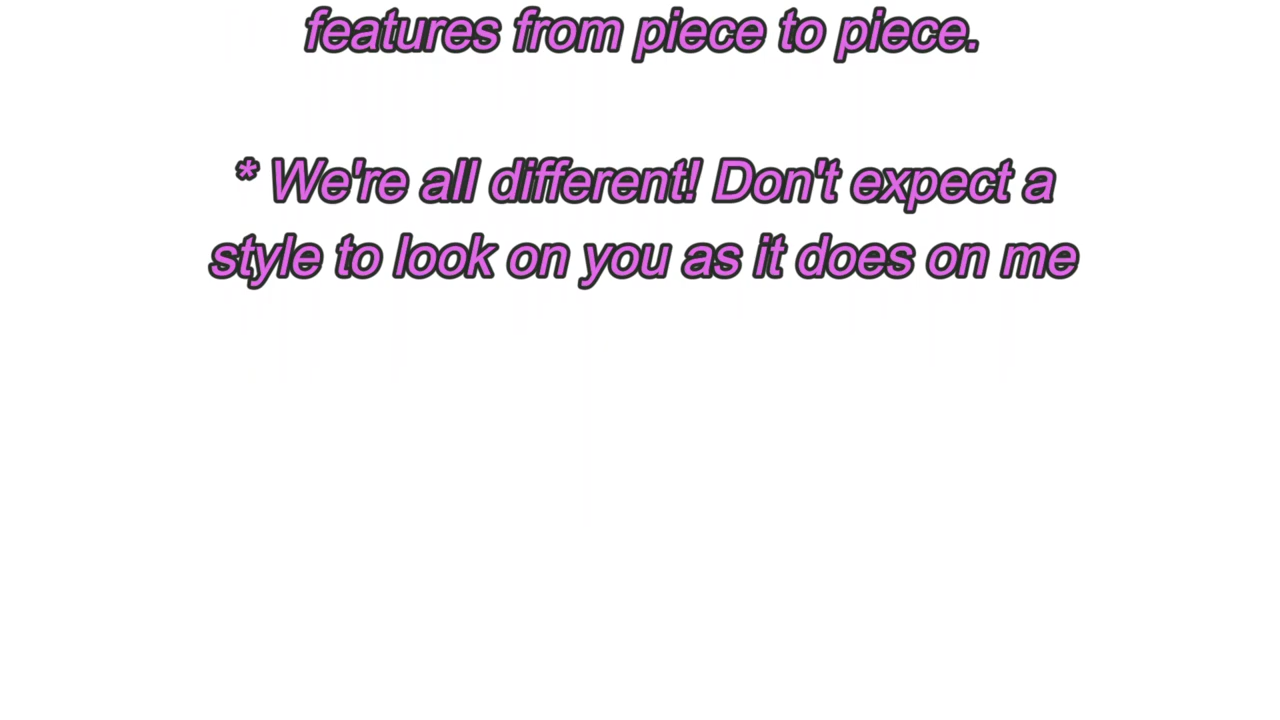 features from piece to piece.
* We're all different! Don't expect a
style to look on you as it does on me